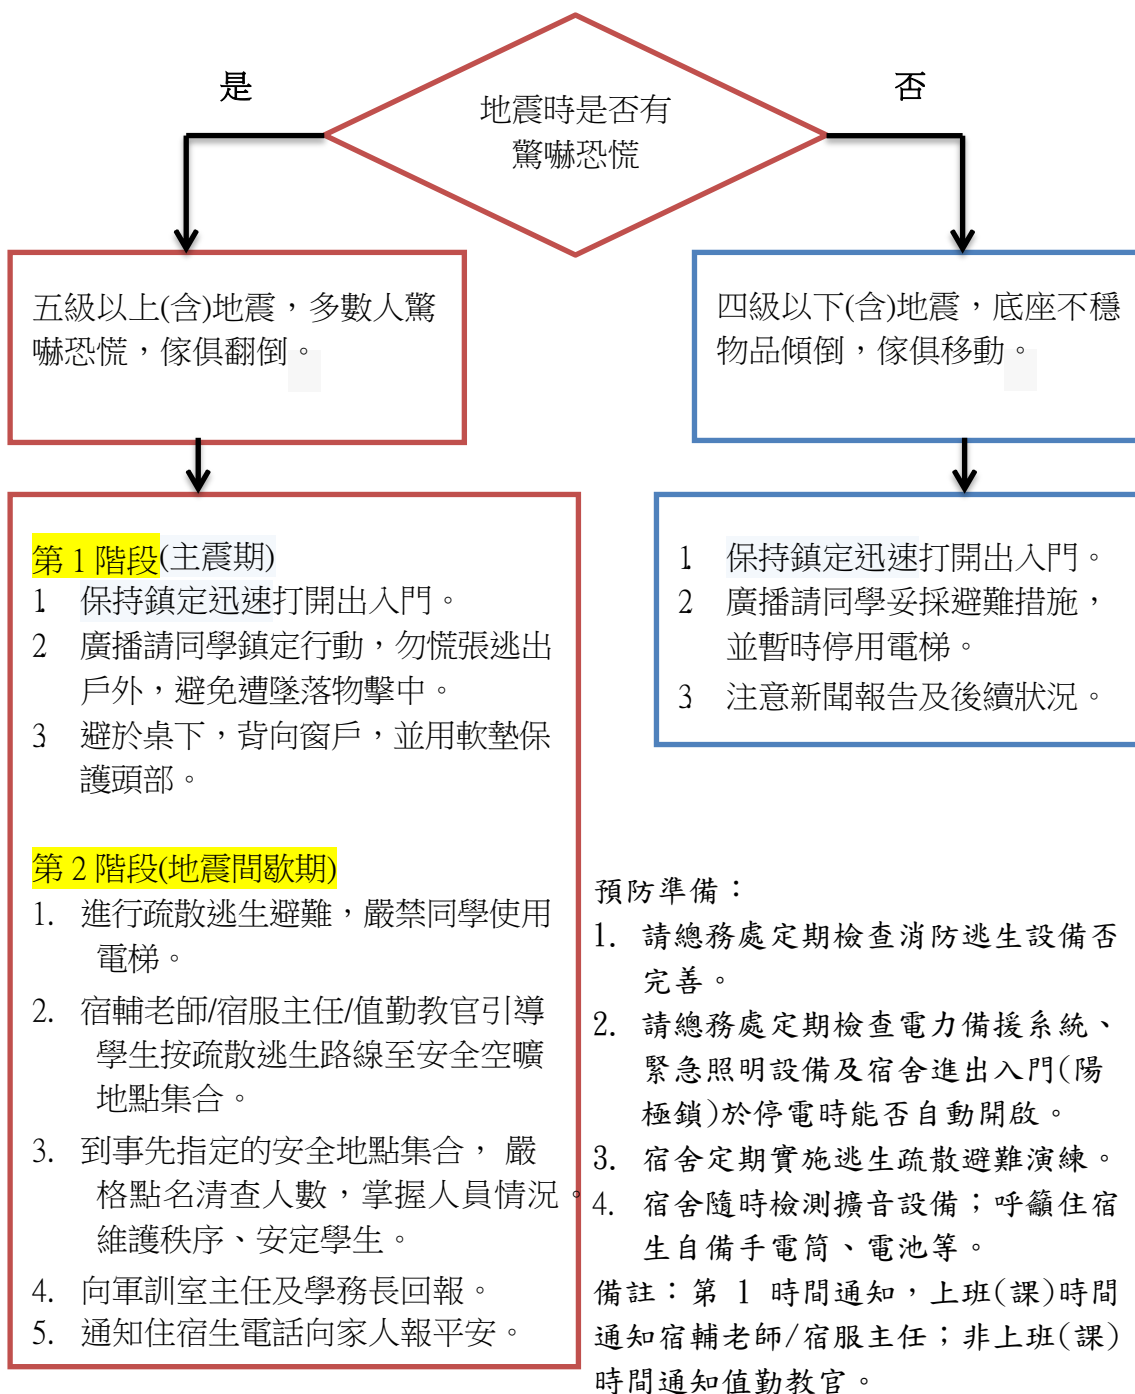 地震時是否有
驚嚇恐慌
是
否
五級以上(含)地震，多數人驚
嚇恐慌，傢俱翻倒。
四級以下(含)地震，底座不穩
物品傾倒，傢俱移動。
第 1 階段(主震期)
1 保持鎮定迅速打開出入門。
2 廣播請同學鎮定行動，勿慌張逃出
戶外，避免遭墜落物擊中。
3 避於桌下，背向窗戶，並用軟墊保
護頭部。
第 2 階段(地震間歇期)
1. 進行疏散逃生避難，嚴禁同學使用
電梯。
2. 宿輔老師/宿服主任/值勤教官引導
學生按疏散逃生路線至安全空曠
地點集合。
3. 到事先指定的安全地點集合， 嚴
格點名清查人數，掌握人員情況。
維護秩序、安定學生。
4. 向軍訓室主任及學務長回報。
5. 通知住宿生電話向家人報平安。
1 保持鎮定迅速打開出入門。
2 廣播請同學妥採避難措施，
並暫時停用電梯。
3 注意新聞報告及後續狀況。
預防準備：
1. 請總務處定期檢查消防逃生設備否
完善。
2. 請總務處定期檢查電力備援系統、
緊急照明設備及宿舍進出入門(陽
極鎖)於停電時能否自動開啟。
3. 宿舍定期實施逃生疏散避難演練。
4. 宿舍隨時檢測擴音設備；呼籲住宿
生自備手電筒、電池等。
備註：第 1 時間通知，上班(課)時間
通知宿輔老師/宿服主任；非上班(課)
時間通知值勤教官。